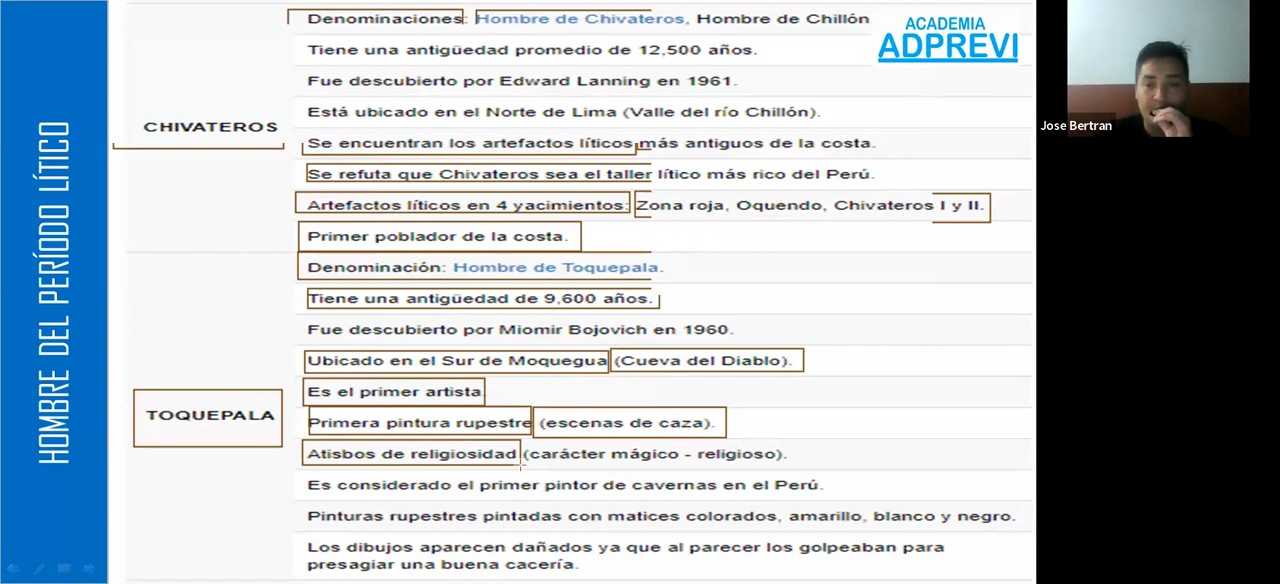 HOMBRE DEL PERÍODO LÍTICO
CHIVATEROS
Denominaciones: Hombre de Chivateros, Hombre de Chillón
Tiene una antigüedad promedio de 12,500 años.
Fue descubierto por Edward Lanning en 1961.
Está ubicado en el Norte de Lima (Valle del río Chillón).
Se encuentran los artefactos líticos más antiguos de la costa.
Se refuta que Chivateros sea el taller lítico más rico del Perú.
Artefactos líticos en 4 yacimientos: Zona roja, Oquendo, Chivateros I y II.
Primer poblador de la costa.
TOQUEPALA
Denominación: Hombre de Toquepala.
Tiene una antigüedad de 9,600 años.
Fue descubierto por Miomir Bojovich en 1960.
Ubicado en el Sur de Moquegua (Cueva del Diablo).
Es el primer artista.
Primera pintura rupestre (escenas de caza).
Atisbos de religiosidad (carácter mágico - religioso).
Es considerado el primer pintor de cavernas en el Perú.
Pinturas rupestres pintadas con matices colorados, amarillo, blanco y negro.
Los dibujos aparecen dañados ya que al parecer los golpeaban para
presagiar una buena cacería.
ACADEMIA
ADPREVI
Jose Bertran